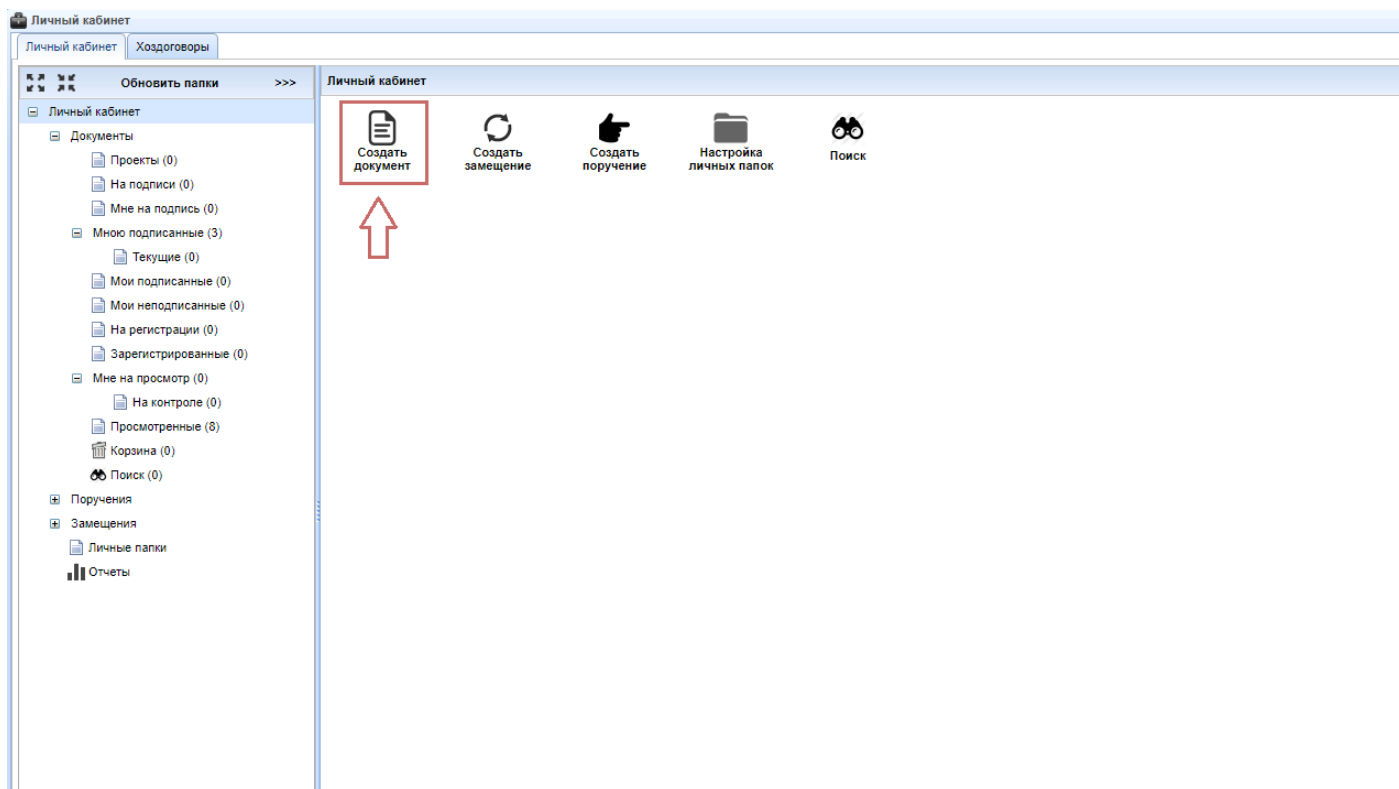 Личный кабинет
Личный кабинет
Хоздоговоры
Обновить папки >>>
Личный кабинет
Документы
Проекты (0)
На подписи (0)
Мне на подпись (0)
Мною подписанные (3)
Текущие (0)
Мои подписанные (0)
Мои неподписанные (0)
На регистрации (0)
Зарегистрированные (0)
Мне на просмотр (0)
На контроле (0)
Просмотренные (8)
Корзина (0)
Поиск (0)
Поручения
Замещения
Личные папки
Отчеты
Личный кабинет
Создать
документ
Создать
замещение
Создать
поручение
Настройка
личных папок
Поиск